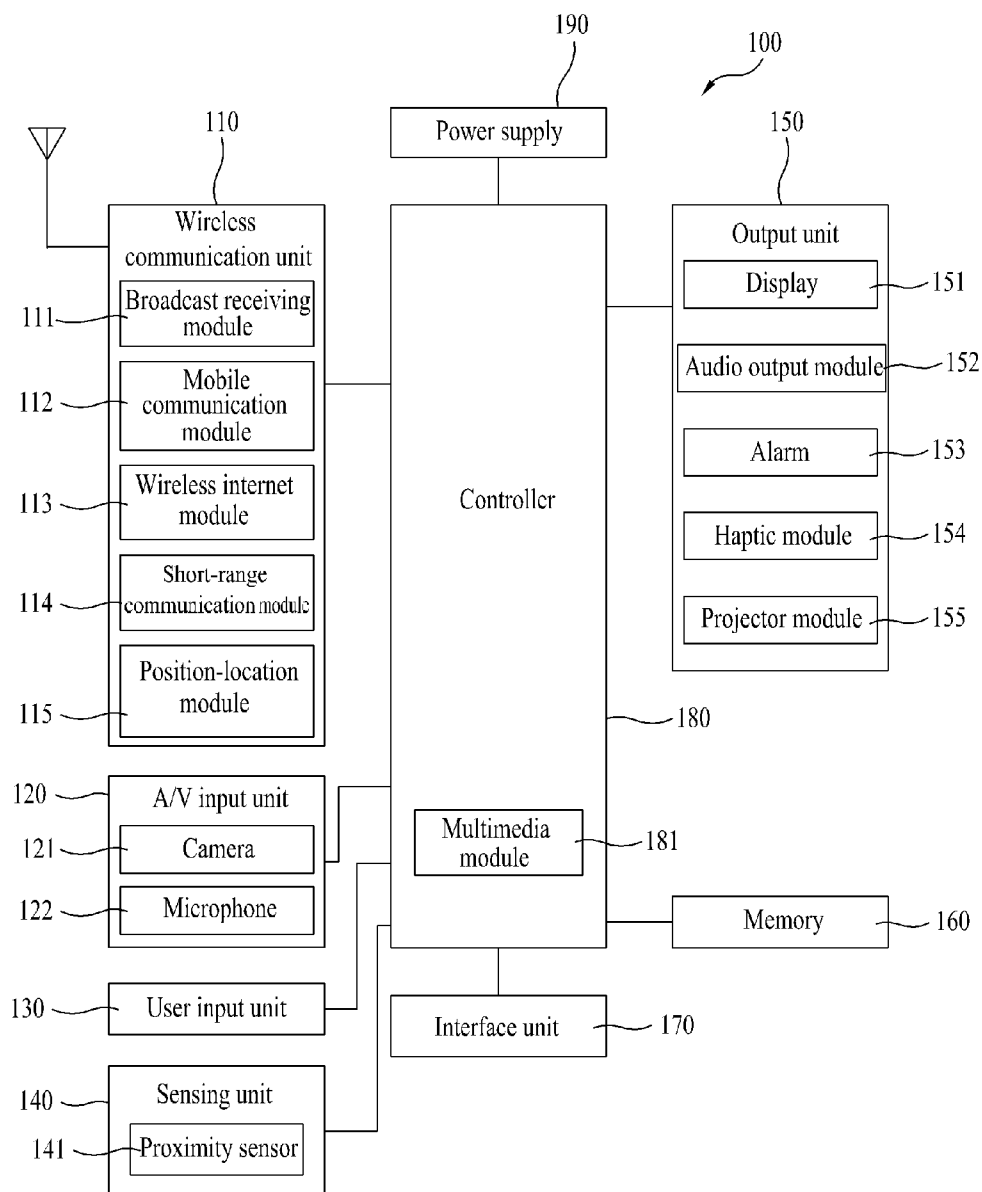 190
100
Power supply
110
Wireless
communication unit
Broadcast receiving
module
111
Mobile
communication
module
112
Wireless internet
module
113
Short-range
communication module
114
Position-location
module
115
120
A/V input unit
121
Camera
122
Microphone
130
User input unit
140
Sensing unit
141
Proximity sensor
Controller
180
Multimedia
module
181
Interface unit
170
150
Output unit
Display
151
Audio output module
152
Alarm
153
Haptic module
154
Projector module
155
Memory
160